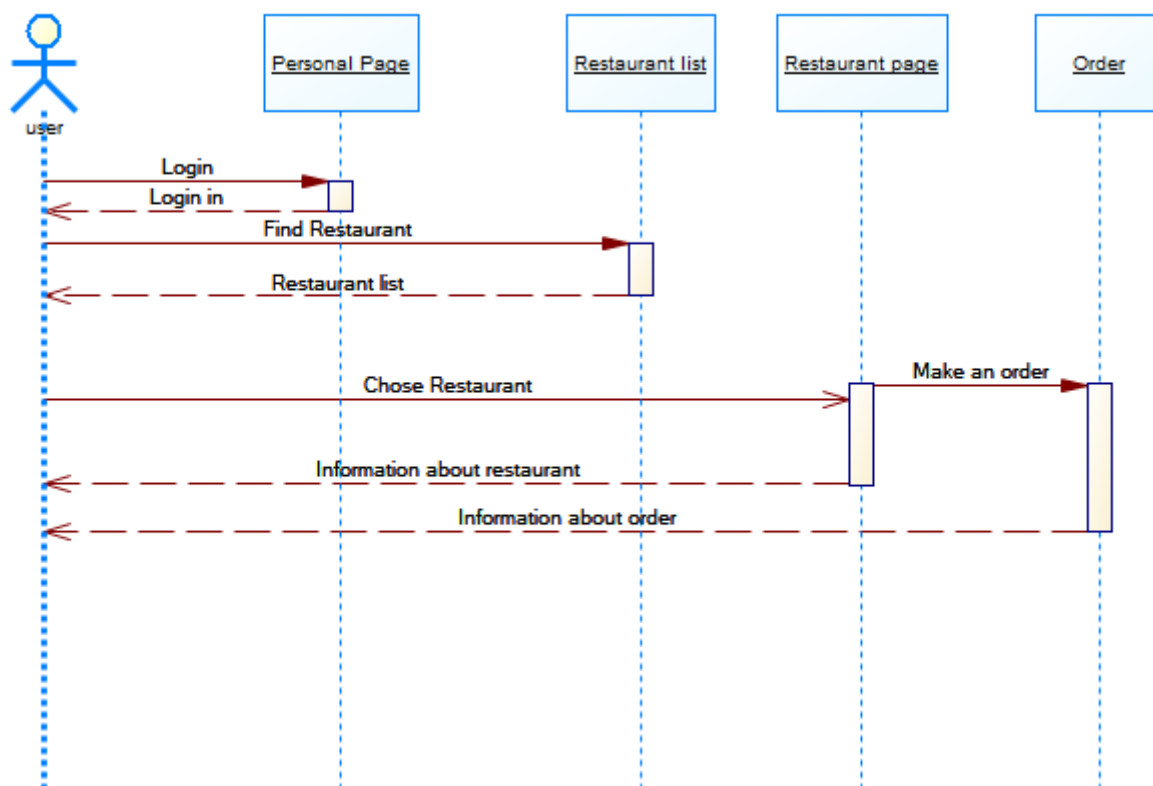 Personal Page
Restaurant list
Restaurant page
Order
user
Login
Login in
Find Restaurant
Restaurant list
Make an order
Chose Restaurant
Information about restaurant
Information about order